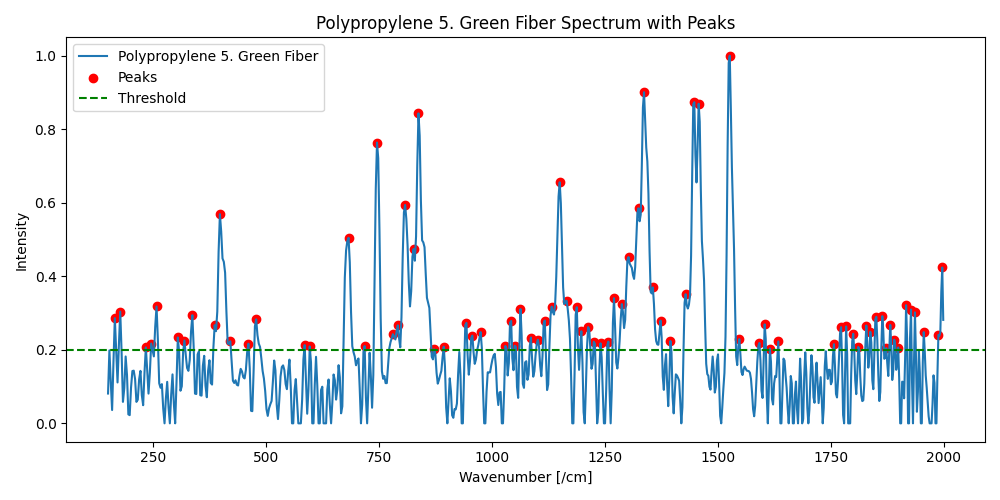 Polypropylene 5. Green Fiber Spectrum with Peaks
Polypropylene 5. Green Fiber
Peaks
Threshold
1.0
0.8
0.6
0.4
0.2
0.0
Intensity
250 500 750 1000 1250 1500 1750 2000
Wavenumber [/cm]